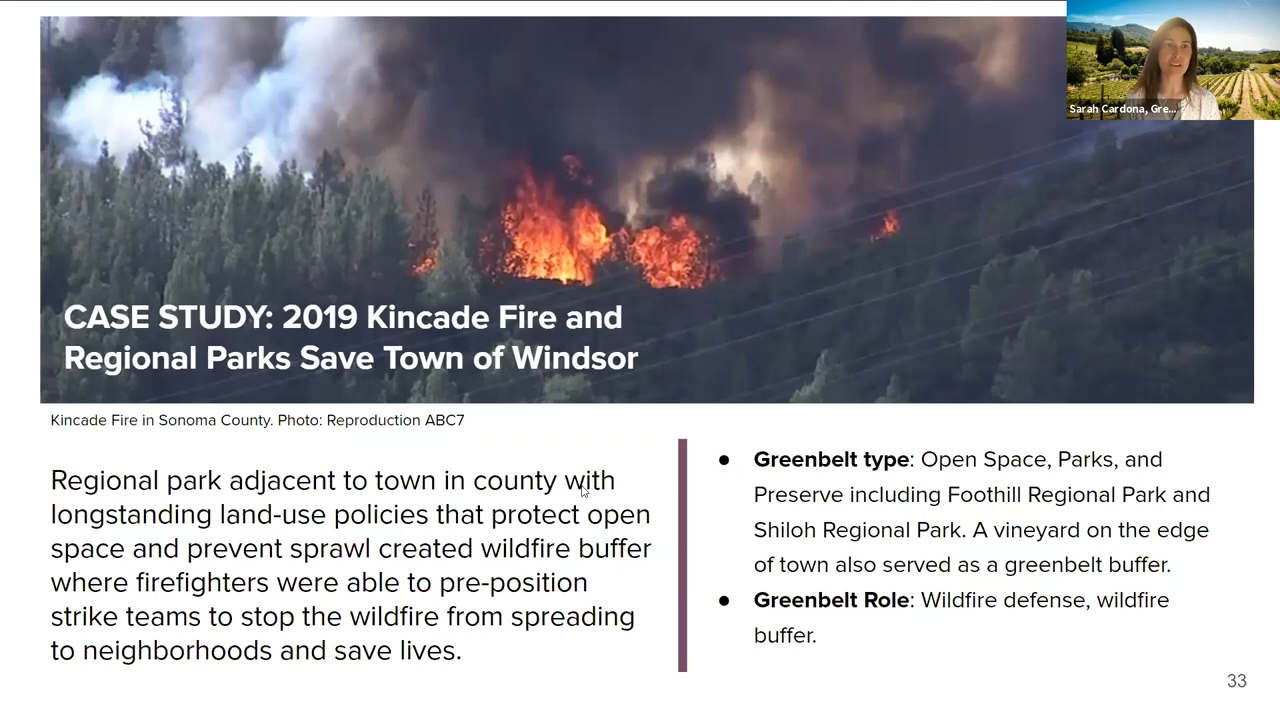 Sarah Cardona, Gre...
CASE STUDY: 2019 Kincade Fire and
Regional Parks Save Town of Windsor
Kincade Fire in Sonoma County. Photo: Reproduction ABC7
Regional park adjacent to town in county with
longstanding land-use policies that protect open
space and prevent sprawl created wildfire buffer
where firefighters were able to pre-position
strike teams to stop the wildfire from spreading
to neighborhoods and save lives.
● Greenbelt type: Open Space, Parks, and
Preserve including Foothill Regional Park and
Shiloh Regional Park. A vineyard on the edge
of town also served as a greenbelt buffer.
● Greenbelt Role: Wildfire defense, wildfire
buffer.
33